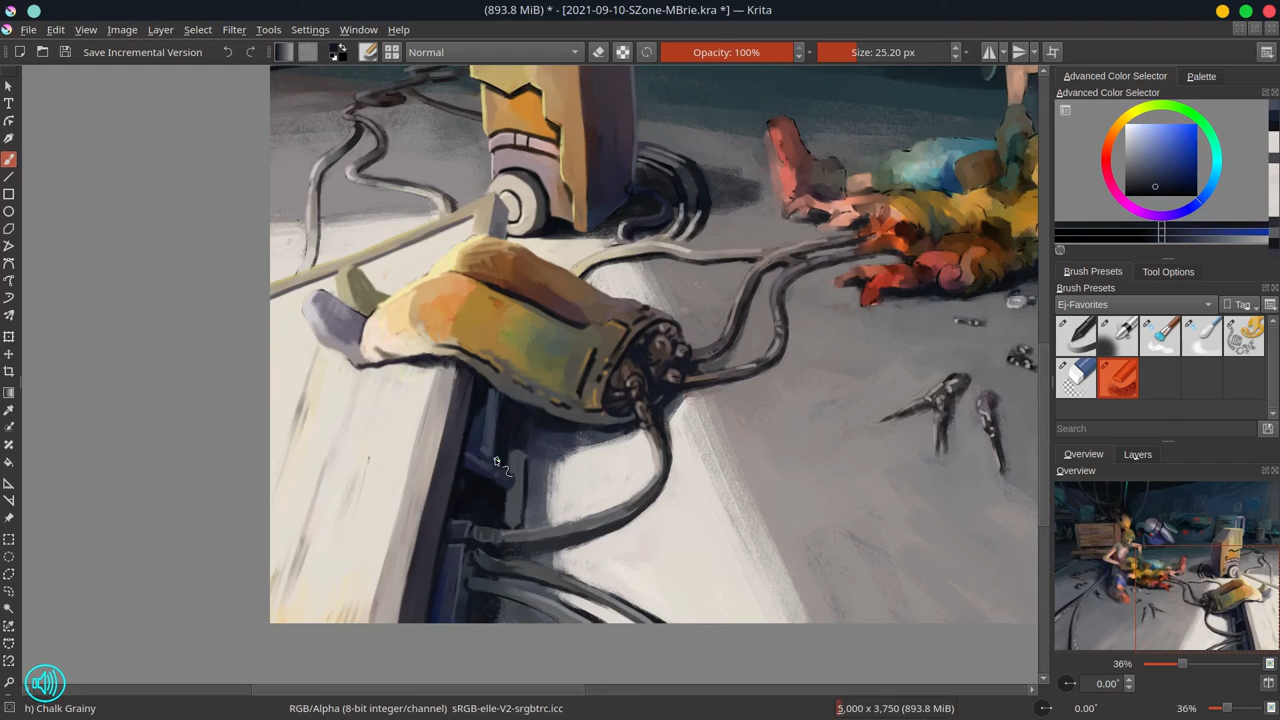 (893.8 MiB) * - [2021-09-10-SZone-MBrie.kra *] — Krita
File Edit View Image Layer Select Filter Tools Settings Window Help
Save Incremental Version
Normal
Opacity: 100%
Size: 25.20 px
Advanced Color Selector
Palette
Advanced Color Selector
Brush Presets
Tool Options
Brush Presets
Ej-Favorites
Tag
Search
Overview
Layers
Overview
36%
0.00°
h) Chalk Grainy
RGB/Alpha (8-bit integer/channel) sRGB-elle-V2-srgbtrc.icc
5,000 x 3,750 (893.8 MiB)
0.00°
36%